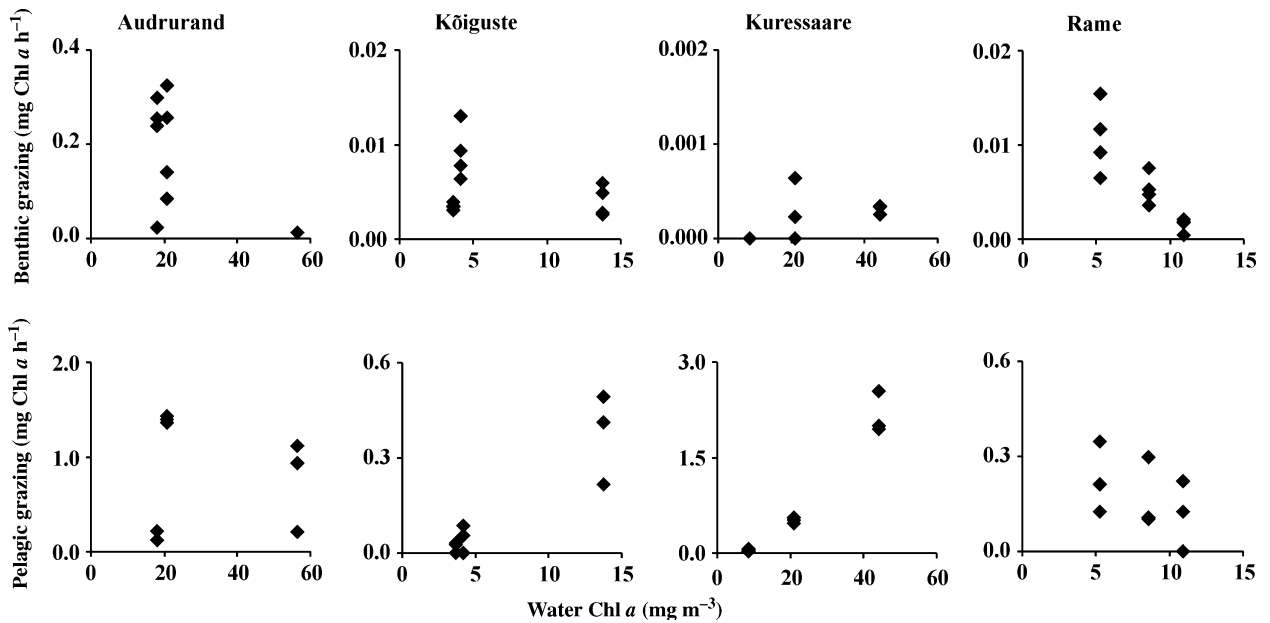 Audrurand Kõiguste Kuressaare Rame
Benthic grazing (mg Chl a h–1)
0.4 0.02 0.002 0.02
0.2 0.01 0.001 0.01
0.0 0.00 0.000 0.00
0 20 40 60 0 5 10 15 0 20 40 60 0 5 10 15
Pelagic grazing (mg Chl a h–1)
2.0 0.6 3.0 0.6
1.0 0.3 1.5 0.3
0.0 0.0 0.0 0.0
0 20 40 60 0 5 10 15 0 20 40 60 0 5 10 15
Water Chl a (mg m–3)